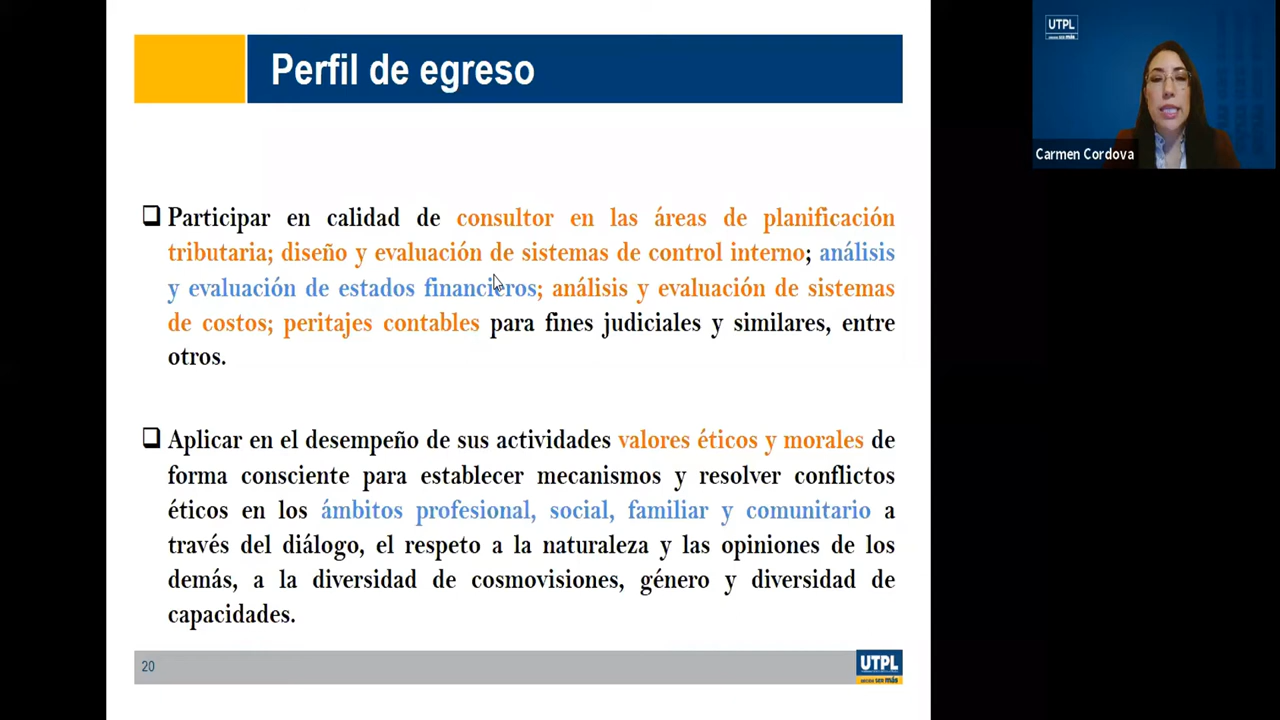 Perfil de egreso
UTPL
Carmen Cordova
Participar en calidad de consultor en las áreas de planificación
tributaria; diseño y evaluación de sistemas de control interno; análisis
y evaluación de estados financieros; análisis y evaluación de sistemas
de costos; peritajes contables para fines judiciales y similares, entre
otros.
Aplicar en el desempeño de sus actividades valores éticos y morales de
forma consciente para establecer mecanismos y resolver conflictos
éticos en los ámbitos profesional, social, familiar y comunitario a
través del diálogo, el respeto a la naturaleza y las opiniones de los
demás, a la diversidad de cosmovisiones, género y diversidad de
capacidades.
20
UTPL